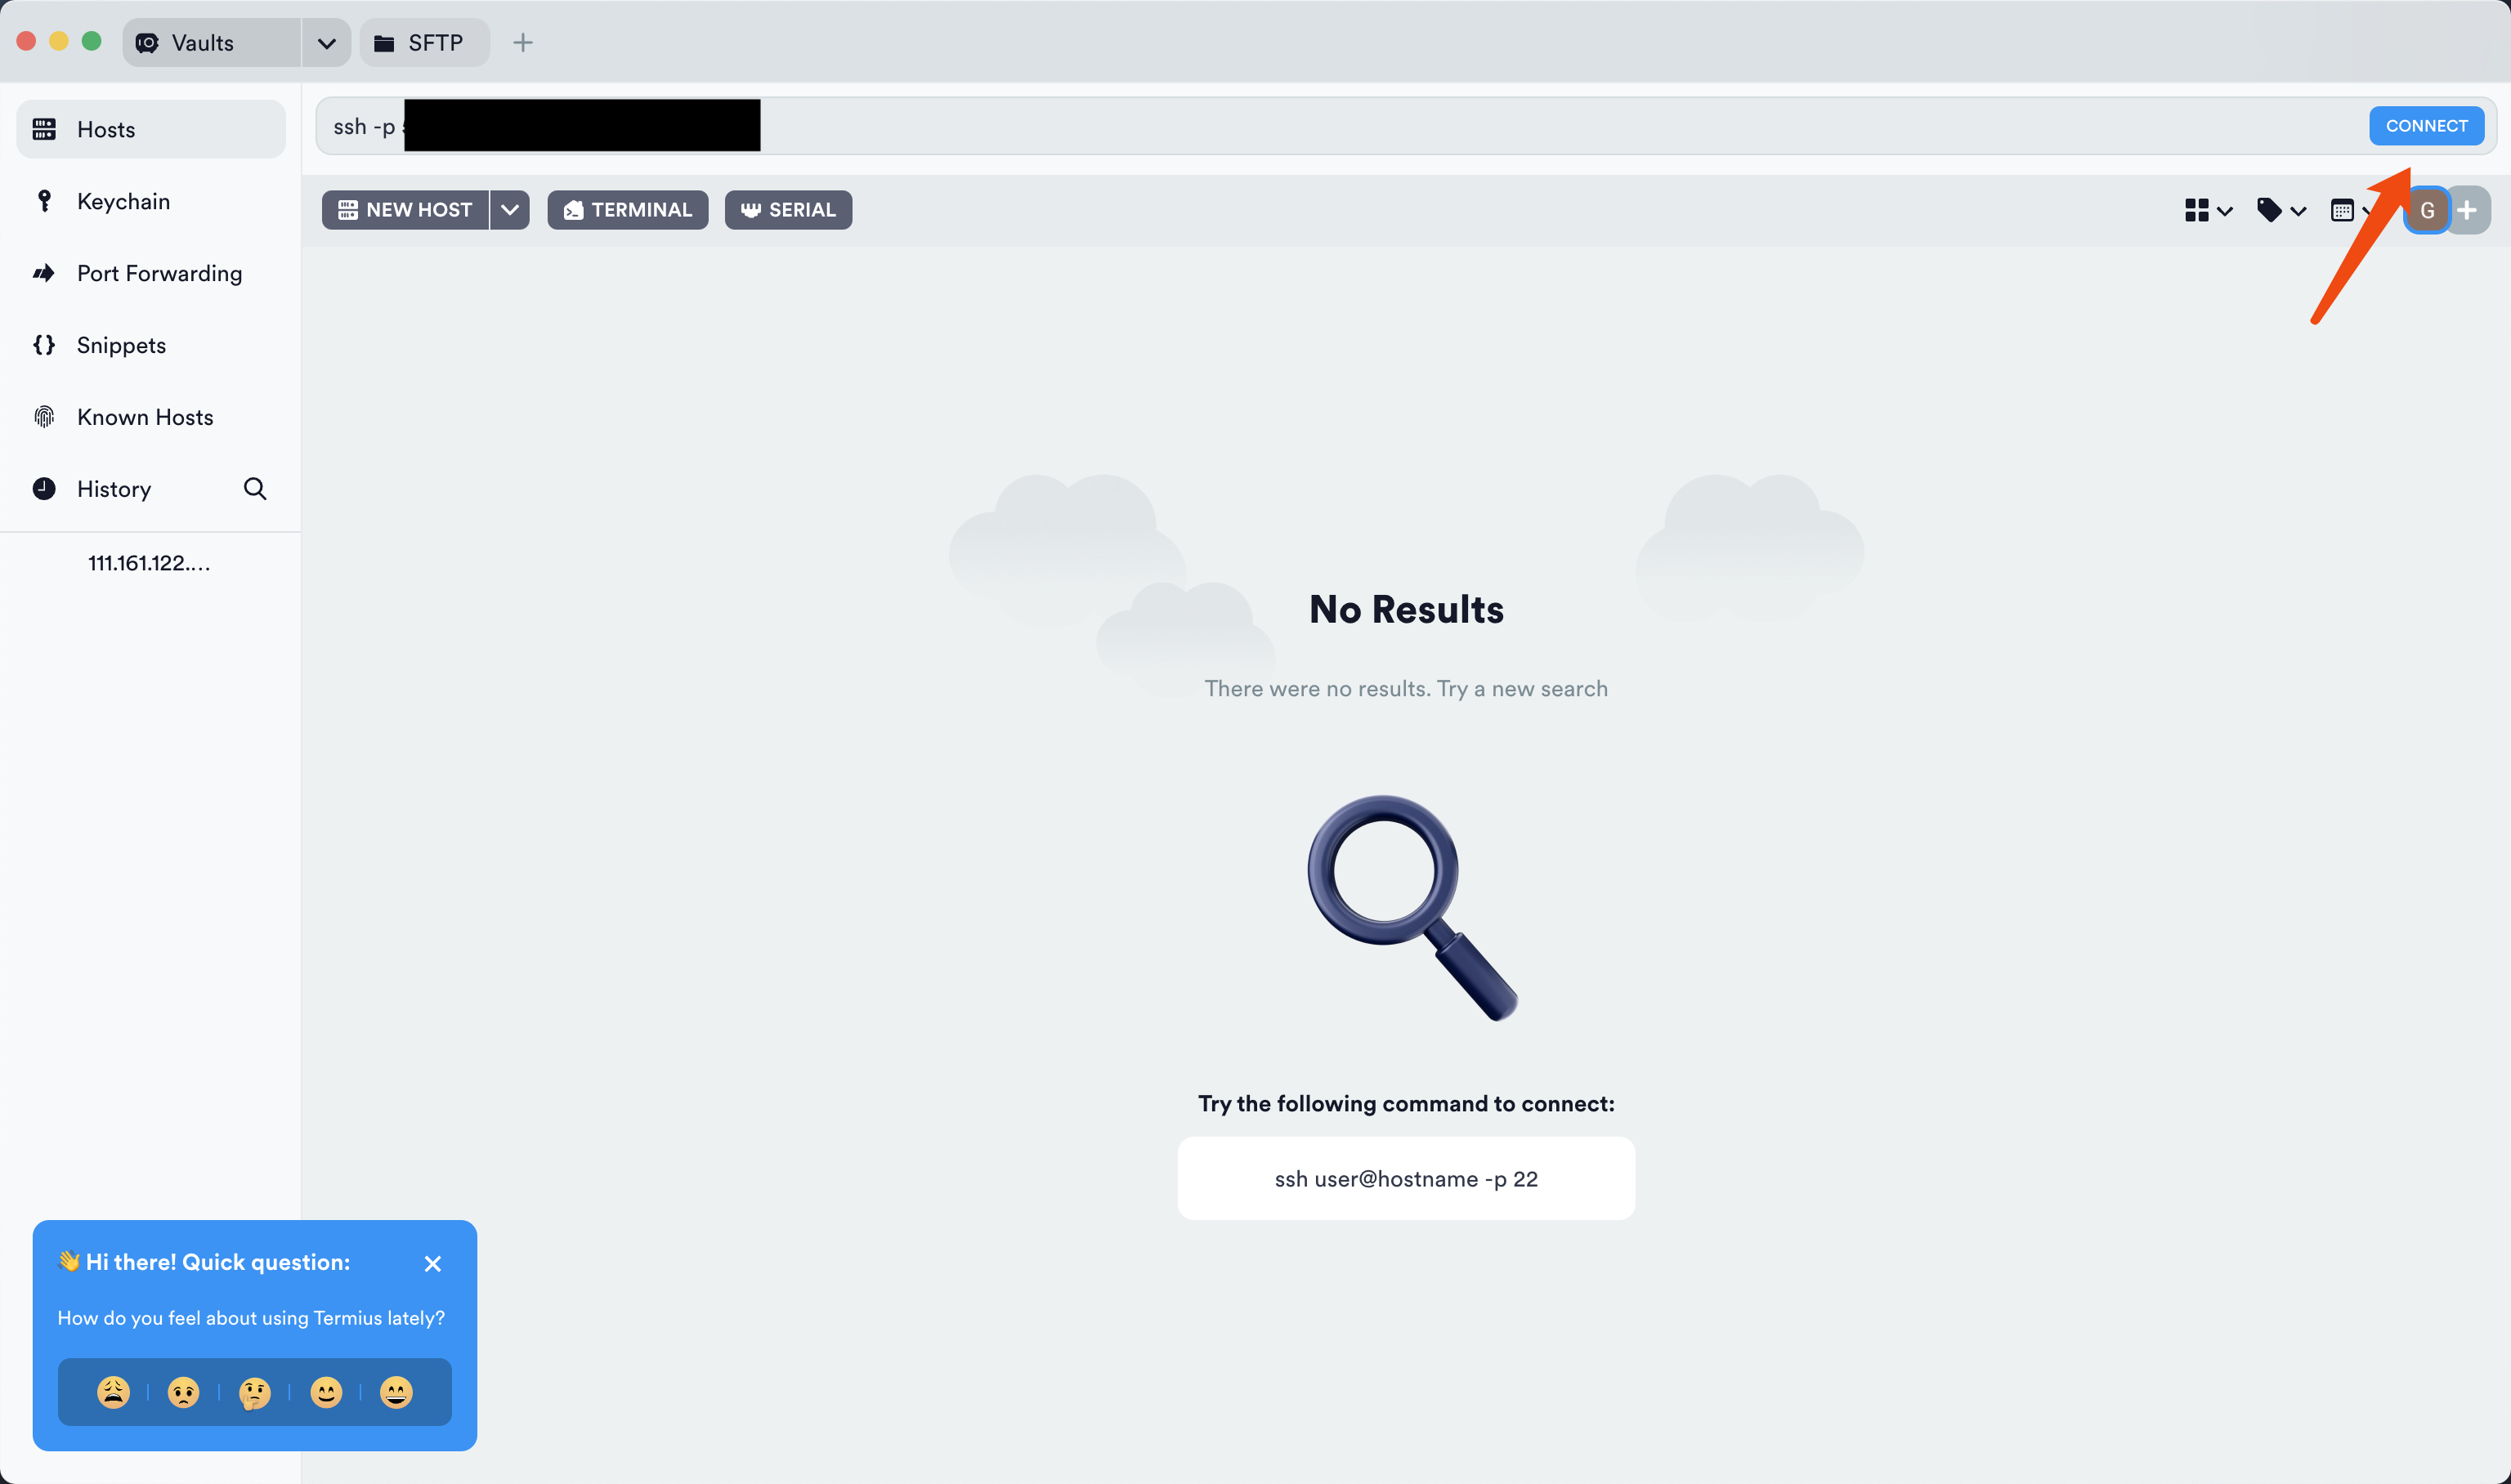 Vaults
SFTP
Hosts
ssh -p
CONNECT
Keychain
NEW HOST
TERMINAL
SERIAL
G
Port Forwarding
Snippets
Known Hosts
History
111.161.122....
No Results
There were no results. Try a new search
Try the following command to connect:
ssh user@hostname -p 22
👋 Hi there! Quick question:
How do you feel about using Termius lately?